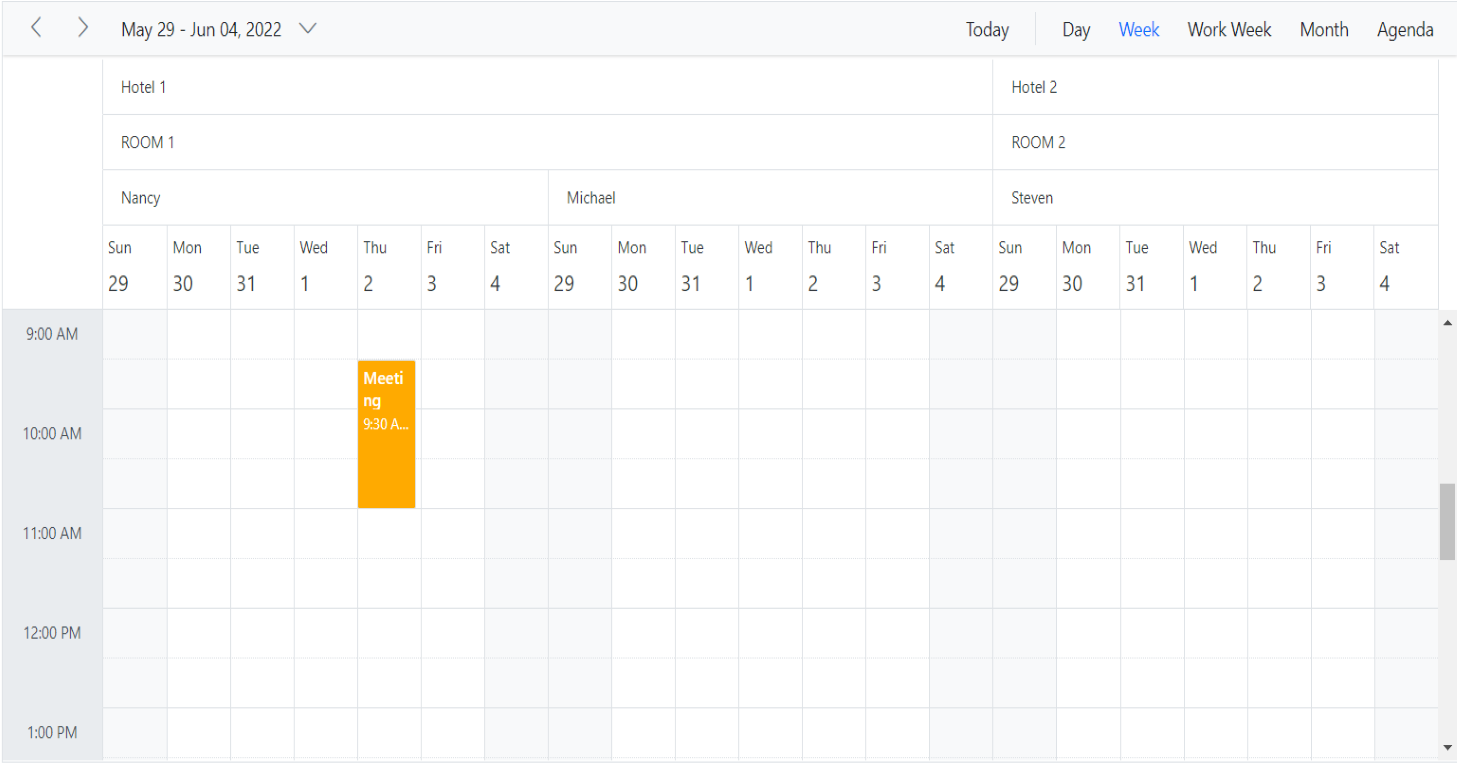 May 29 - Jun 04, 2022 Today Day Week Work Week Month Agenda
Hotel 1 Hotel 2
ROOM 1 ROOM 2
Nancy Michael Steven
Sun Mon Tue Wed Thu Fri Sat Sun Mon Tue Wed Thu Fri Sat Sun Mon Tue Wed Thu Fri Sat
29 30 31 1 2 3 4 29 30 31 1 2 3 4 29 30 31 1 2 3 4
9:00 AM
Meeti
ng
9:30 A...
10:00 AM
11:00 AM
12:00 PM
1:00 PM